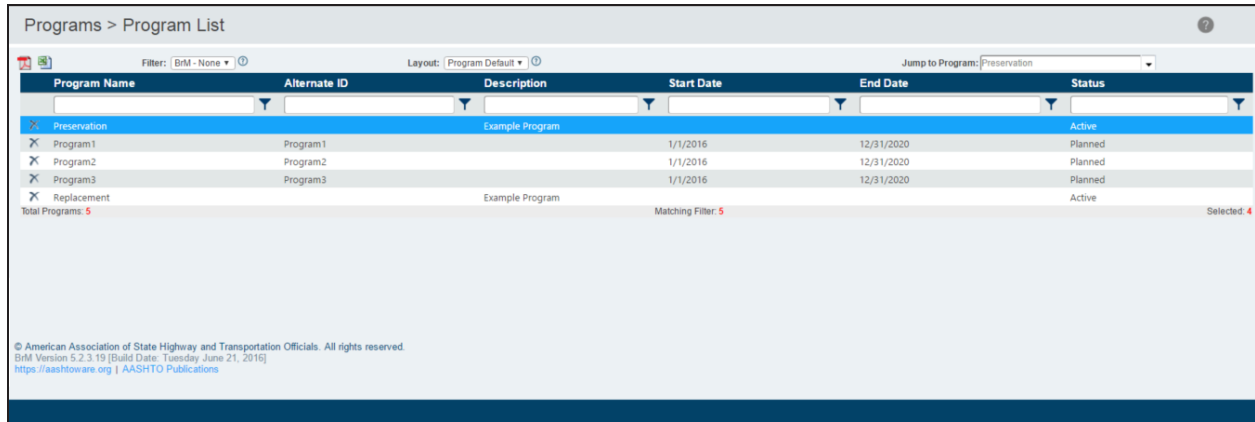 Programs > Program List
Filter: BrM - None Layout: Program Default Jump to Program: Preservation
Program Name Alternate ID Description Start Date End Date Status
Preservation Example Program Active
Program1 Program1 1/1/2016 12/31/2020 Planned
Program2 Program2 1/1/2016 12/31/2020 Planned
Program3 Program3 1/1/2016 12/31/2020 Planned
Replacement Example Program Active
Total Programs: 5 Matching Filter: 5 Selected: 4
© American Association of State Highway and Transportation Officials. All rights reserved.
BrM Version 5.2.3.19 [Build Date: Tuesday June 21, 2016]
https://aashtoware.org | AASHTO Publications